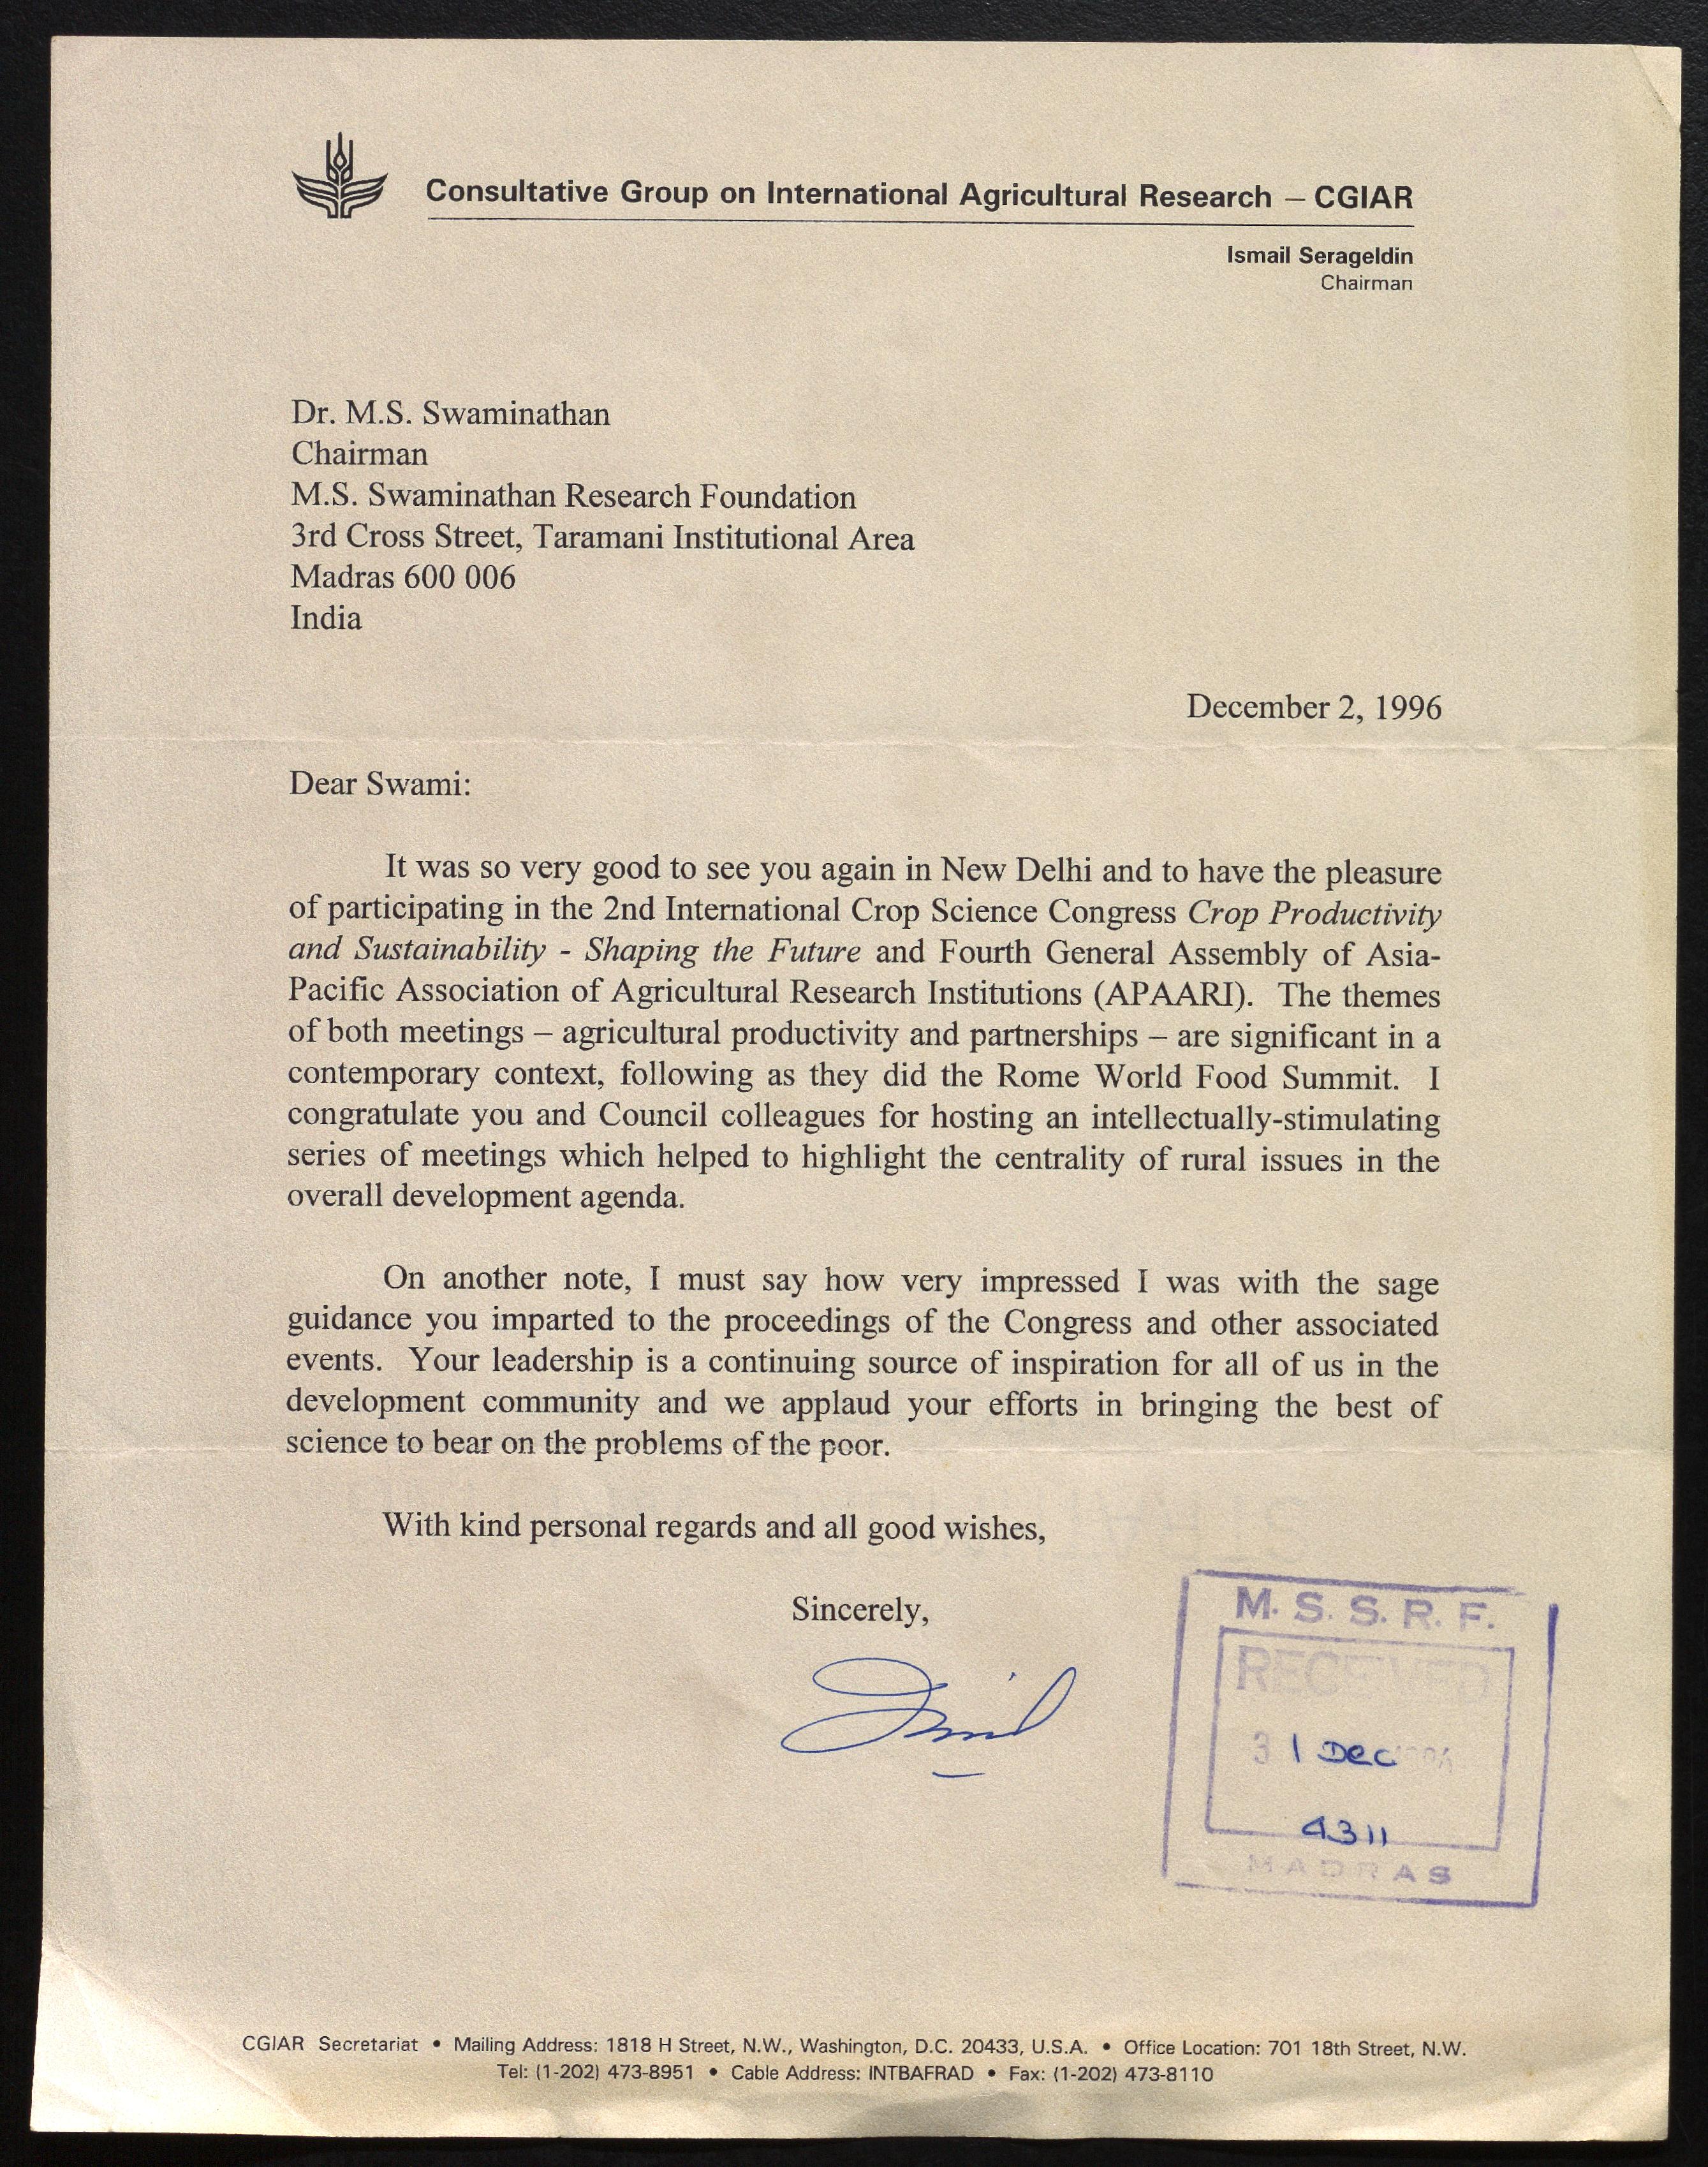 Consultative Group on International Agricultural Research – CGIAR
Ismail Serageldin
Chairman
Dr. M.S. Swaminathan
Chairman
M.S. Swaminathan Research Foundation
3rd Cross Street, Taramani Institutional Area
Madras 600 006
India
December 2, 1996
Dear Swami:
It was so very good to see you again in New Delhi and to have the pleasure
of participating in the 2nd International Crop Science Congress Crop Productivity
and Sustainability - Shaping the Future and Fourth General Assembly of Asia-
Pacific Association of Agricultural Research Institutions (APAARI). The themes
of both meetings – agricultural productivity and partnerships – are significant in a
contemporary context, following as they did the Rome World Food Summit. I
congratulate you and Council colleagues for hosting an intellectually-stimulating
series of meetings which helped to highlight the centrality of rural issues in the
overall development agenda.
On another note, I must say how very impressed I was with the sage
guidance you imparted to the proceedings of the Congress and other associated
events. Your leadership is a continuing source of inspiration for all of us in the
development community and we applaud your efforts in bringing the best of
science to bear on the problems of the poor.
With kind personal regards and all good wishes,
Sincerely,
Ismail
M. S. S. R. F.
RECEIVED
31 Dec
4311
MADRAS
CGIAR Secretariat • Mailing Address: 1818 H Street, N.W., Washington, D.C. 20433, U.S.A. • Office Location: 701 18th Street, N.W.
Tel: (1-202) 473-8951 • Cable Address: INTBAFRAD • Fax: (1-202) 473-8110